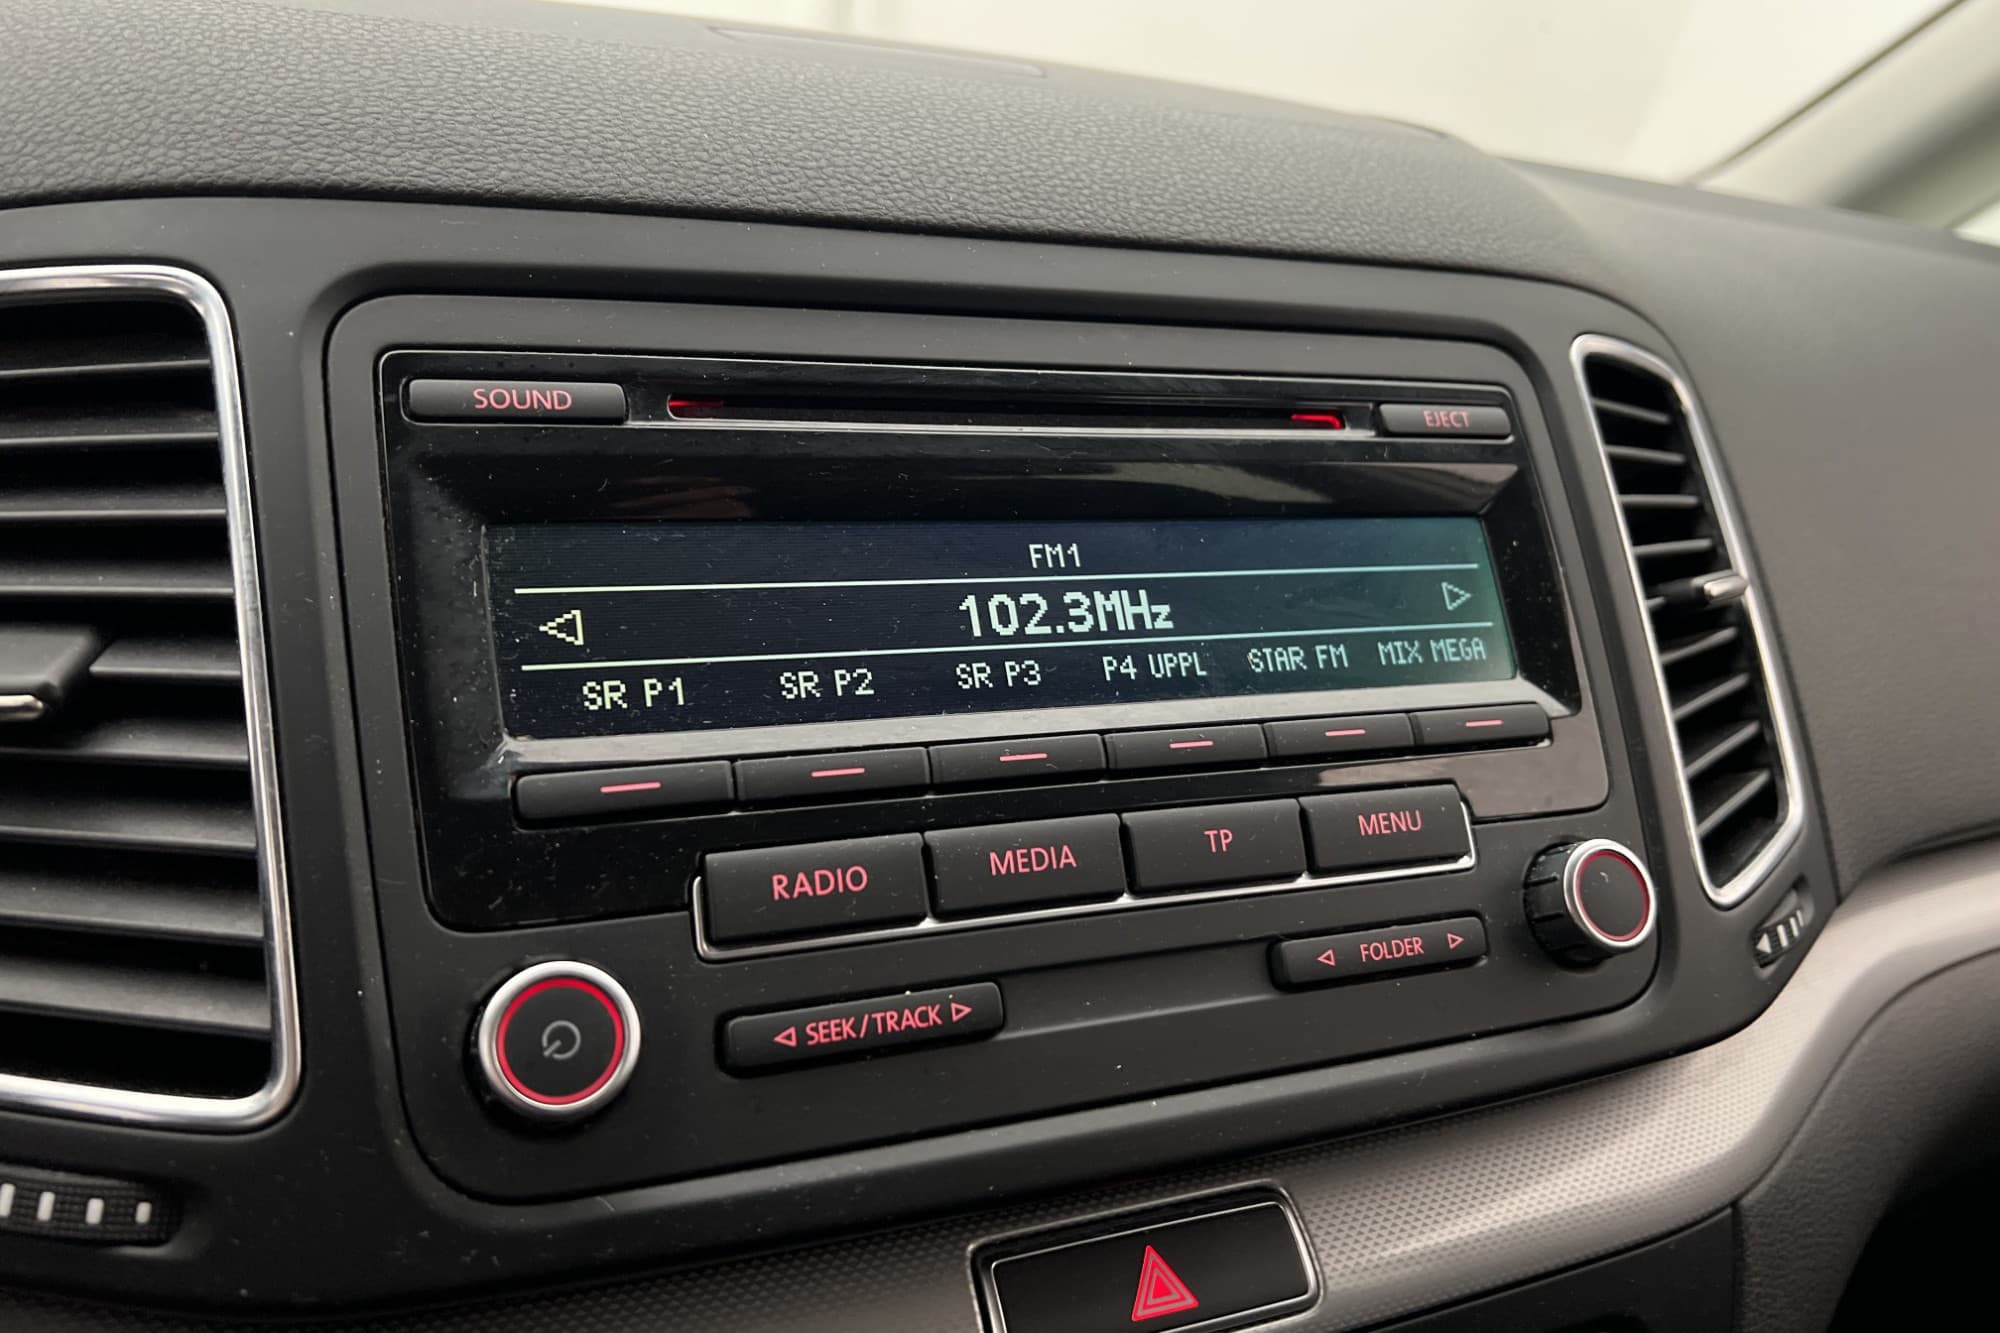 SOUND
EJECT
FM1
102.3MHz
SR P1 SR P2 SR P3 P4 UPPL STAR FM MIX MEGA
RADIO MEDIA TP MENU
SEEK/TRACK
FOLDER